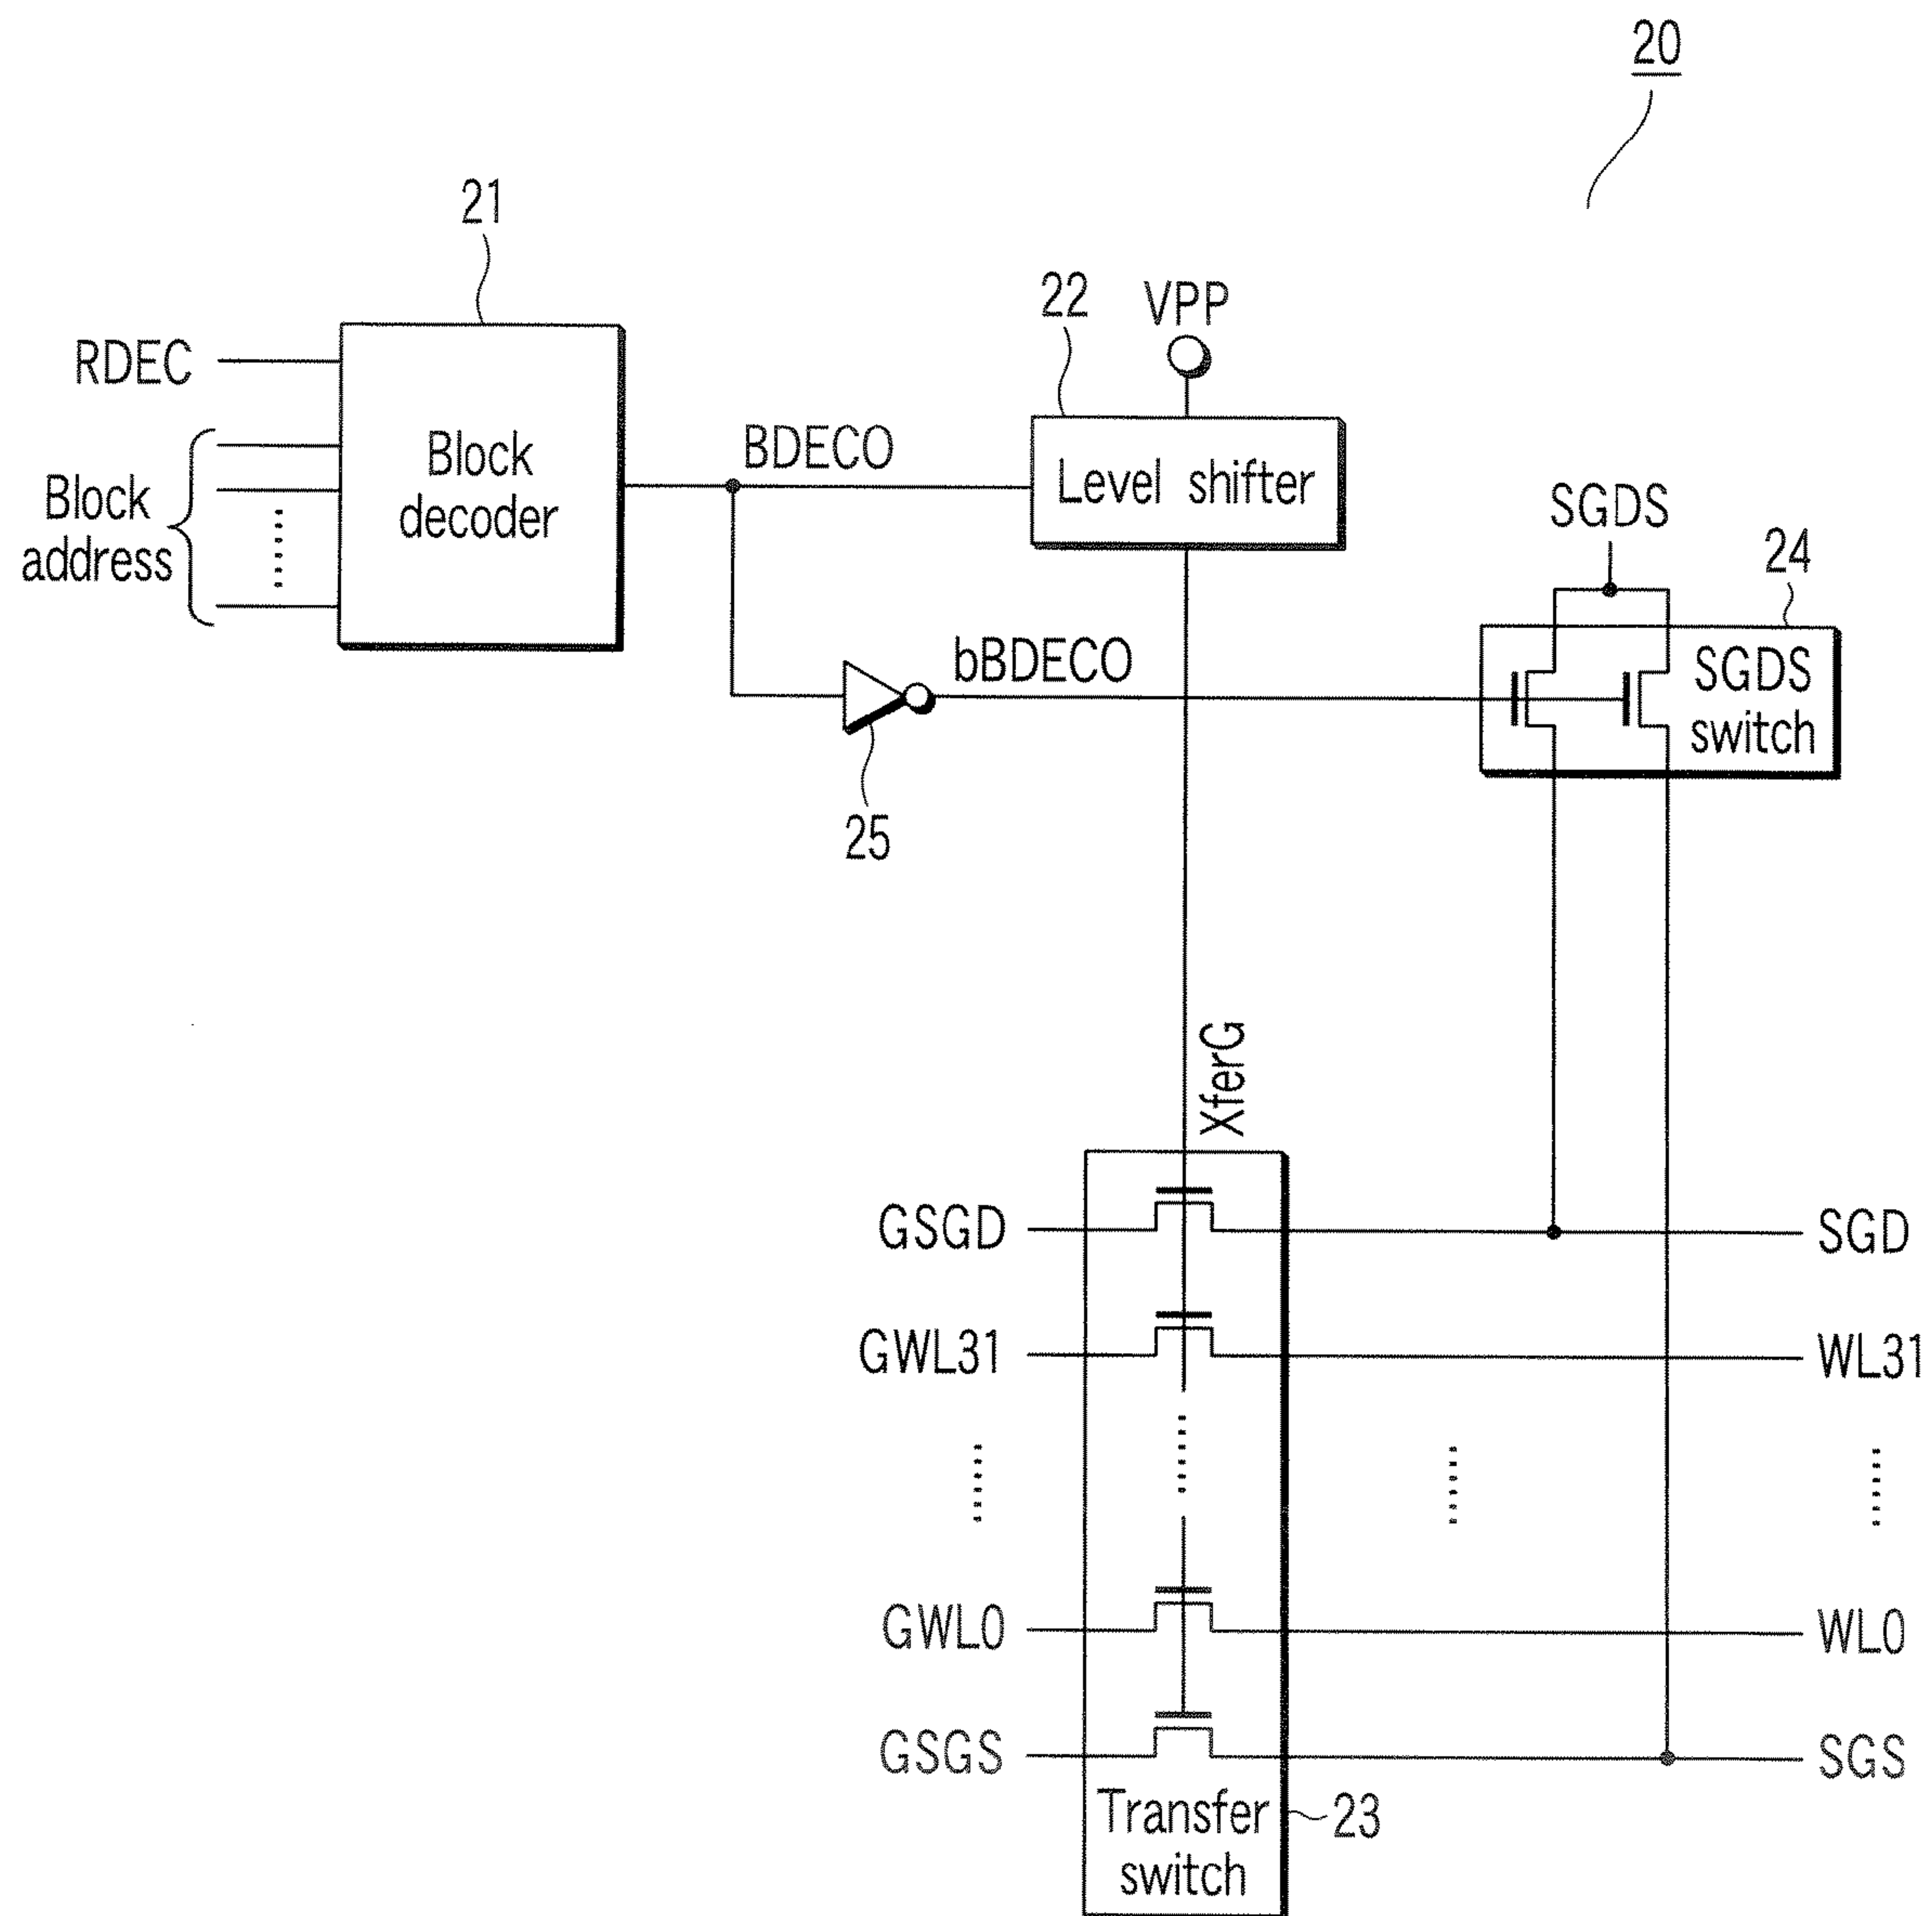 20
21
22
VPP
RDEC
Block
decoder
BDECO
Level shifter
Block
address
SGDS
24
SGDS
switch
bBDECO
25
XferG
GSGD
SGD
GWL31
WL31
GWL0
WL0
GSGS
SGS
Transfer
switch
23